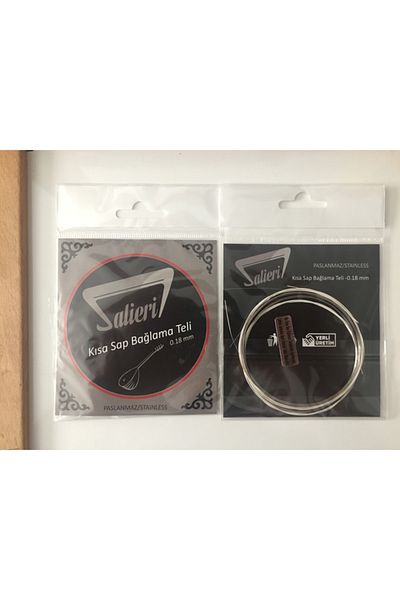 Salieri
Kısa Sap Bağlama Teli
0.18 mm
PASLANMAZ/STAINLESS
Salieri
PASLANMAZ/STAINLESS
Kısa Sap Bağlama Teli -0.18 mm
YERLİ
ÜRETİM